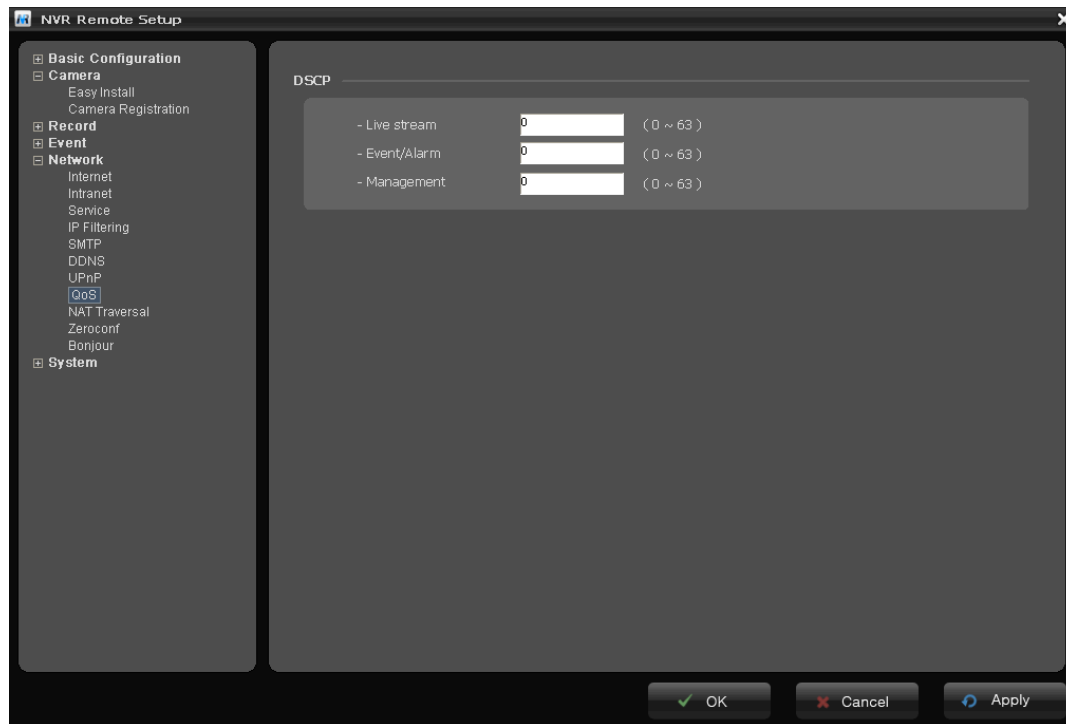 NVR Remote Setup
Basic Configuration
Camera
Easy Install
Camera Registration
Record
Event
Network
Internet
Intranet
Service
IP Filtering
SMTP
DDNS
UPnP
QoS
NAT Traversal
Zeroconf
Bonjour
System
DSCP
- Live stream 0 ( 0 ~ 63 )
- Event/Alarm 0 ( 0 ~ 63 )
- Management 0 ( 0 ~ 63 )
OK Cancel Apply